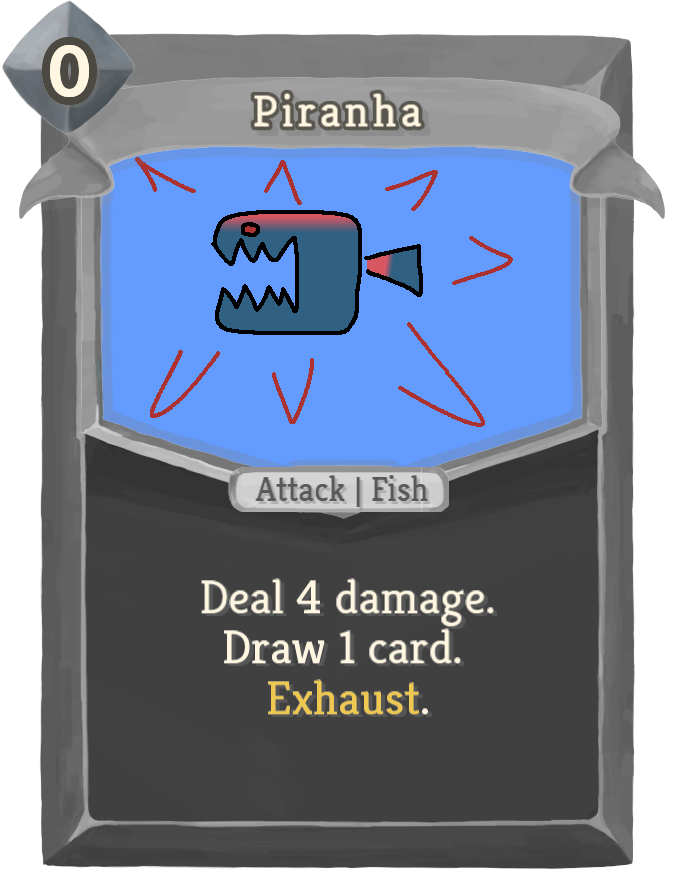 0
Piranha
Attack | Fish
Deal 4 damage.
Draw 1 card.
Exhaust.